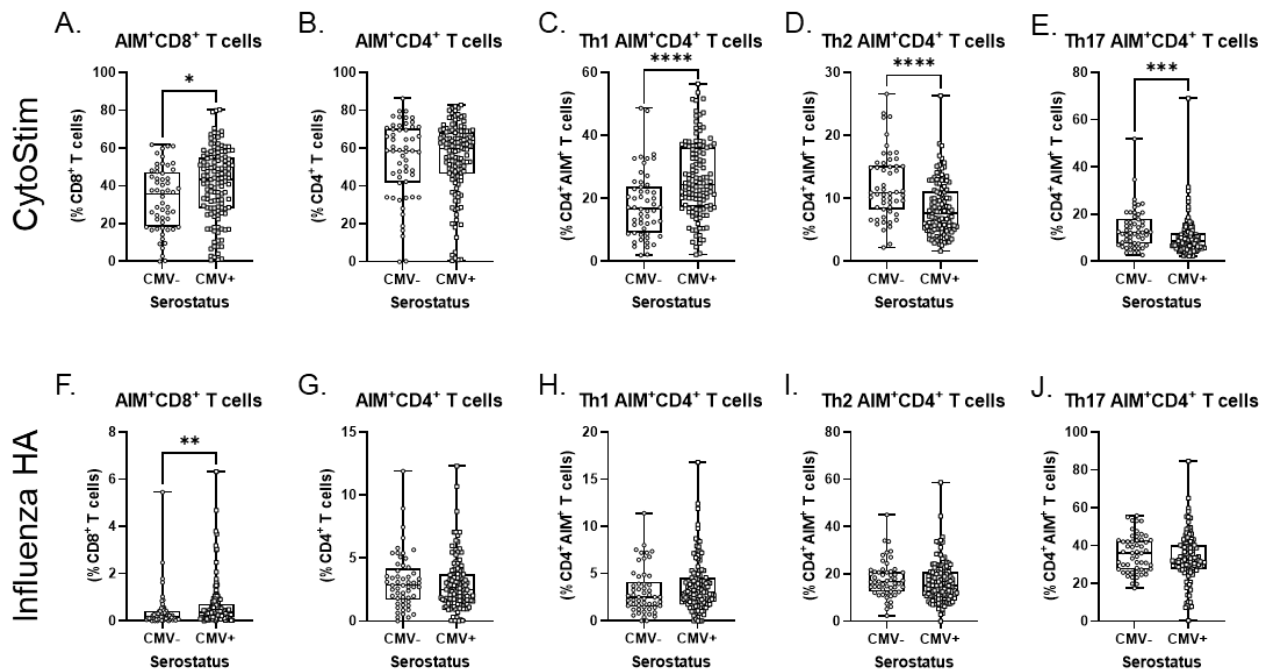 A.
AIM⁺CD8⁺ T cells
(% CD8⁺ T cells)
100
80
60
40
20
0
*
CMV- CMV+
Serostatus
B.
AIM⁺CD4⁺ T cells
(% CD4⁺ T cells)
100
80
60
40
20
0
CMV- CMV+
Serostatus
C.
Th1 AIM⁺CD4⁺ T cells
(% CD4⁺AIM⁺ T cells)
60
40
20
0
****
CMV- CMV+
Serostatus
D.
Th2 AIM⁺CD4⁺ T cells
(% CD4⁺AIM⁺ T cells)
30
20
10
0
****
CMV- CMV+
Serostatus
E.
Th17 AIM⁺CD4⁺ T cells
(% CD4⁺AIM⁺ T cells)
80
60
40
20
0
***
CMV- CMV+
Serostatus
CytoStim
F.
AIM⁺CD8⁺ T cells
(% CD8⁺ T cells)
8
6
4
2
0
**
CMV- CMV+
Serostatus
G.
AIM⁺CD4⁺ T cells
(% CD4⁺ T cells)
15
10
5
0
CMV- CMV+
Serostatus
H.
Th1 AIM⁺CD4⁺ T cells
(% CD4⁺AIM⁺ T cells)
20
15
10
5
0
CMV- CMV+
Serostatus
I.
Th2 AIM⁺CD4⁺ T cells
(% CD4⁺AIM⁺ T cells)
80
60
40
20
0
CMV- CMV+
Serostatus
J.
Th17 AIM⁺CD4⁺ T cells
(% CD4⁺AIM⁺ T cells)
100
80
60
40
20
0
CMV- CMV+
Serostatus
Influenza HA